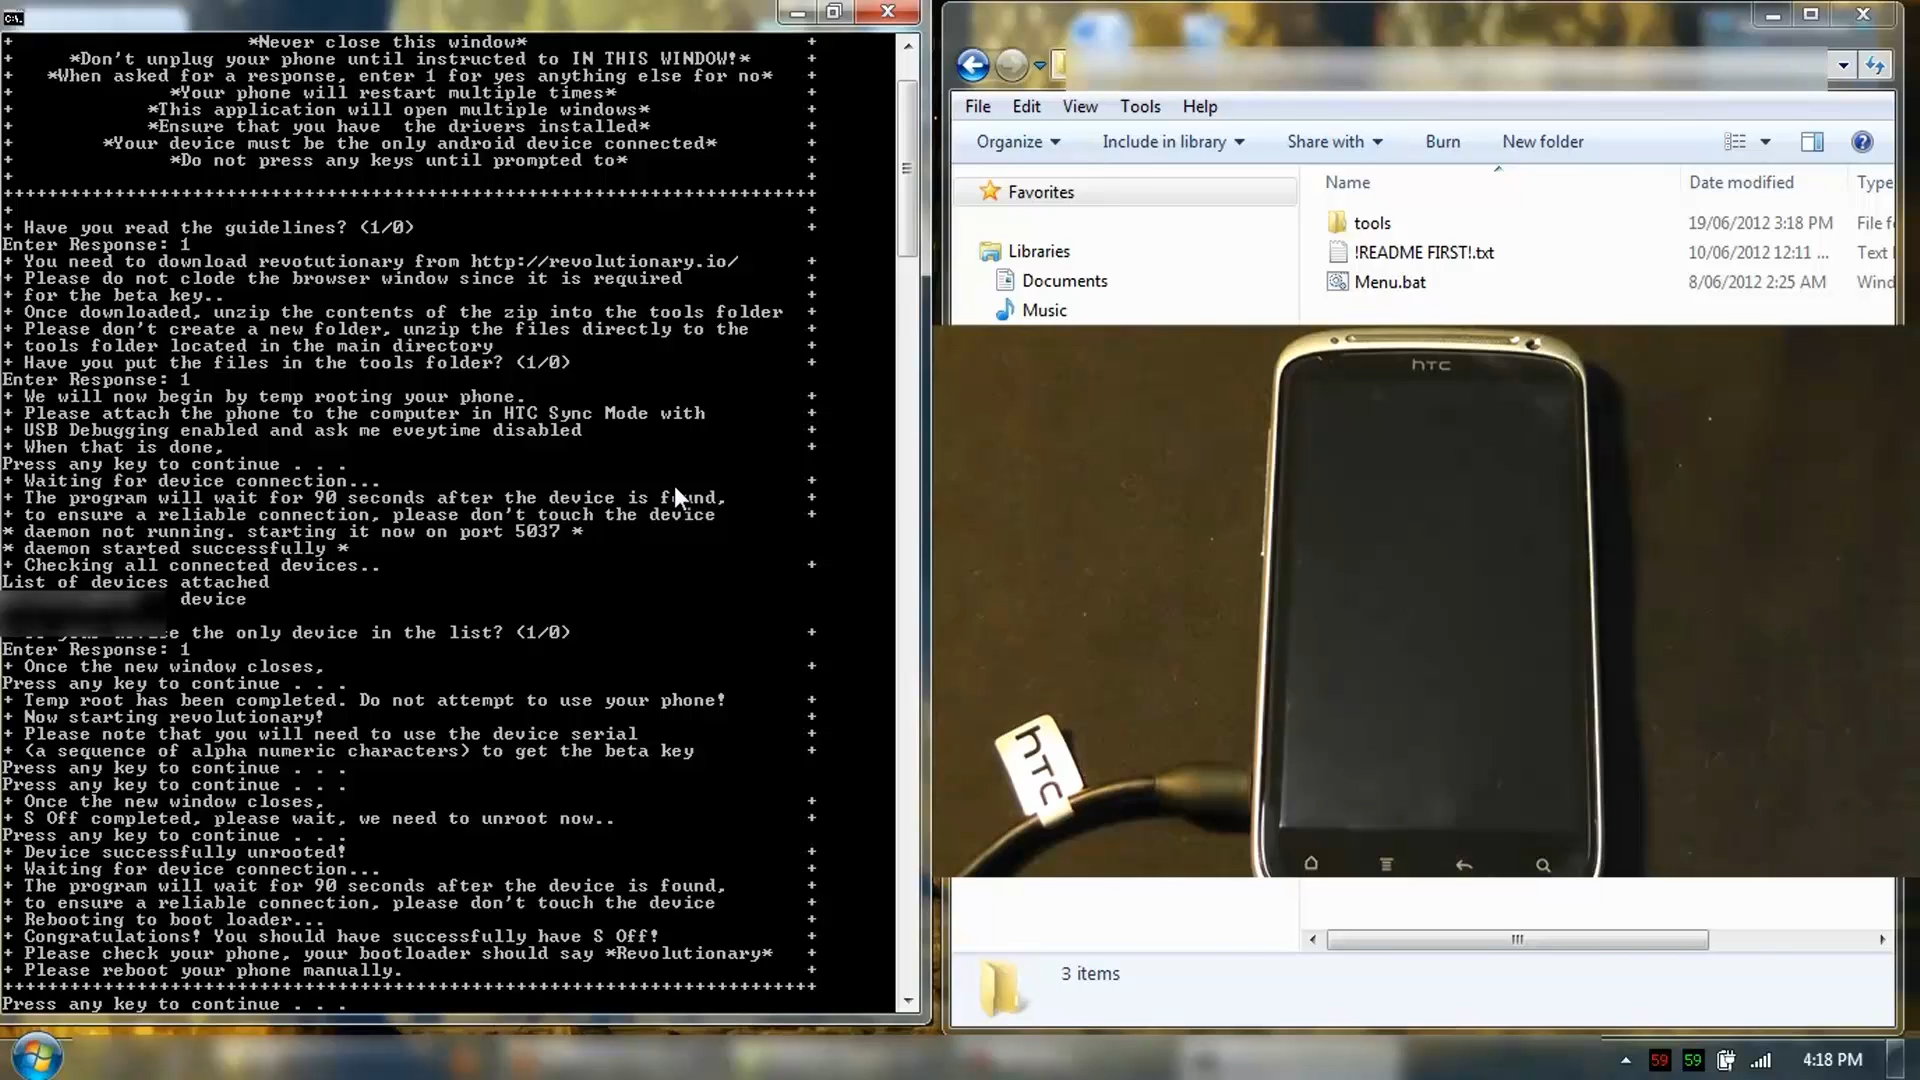 *Never close this window*
*Don't unplug your phone until instructed to IN THIS WINDOW!*
*When asked for a response, enter 1 for yes anything else for no*
*Your phone will restart multiple times*
*This application will open multiple windows*
*Ensure that you have  the drivers installed*
*Your device must be the only android device connected*
*Do not press any keys until prompted to*
+++++++++++++++++++++++++++++++++++++++++++++++++++++++++++++++++++++++++
+ Have you read the guidelines? (1/0)
Enter Response: 1
+ You need to download revotutionary from http://revolutionary.io/
+ Please do not clode the browser window since it is required
+ for the beta key..
+ Once downloaded, unzip the contents of the zip into the tools folder
+ Please don't create a new folder, unzip the files directly to the
+ tools folder located in the main directory
+ Have you put the files in the tools folder? (1/0)
Enter Response: 1
+ We will now begin by temp rooting your phone.
+ Please attach the phone to the computer in HTC Sync Mode with
+ USB Debugging enabled and ask me eveytime disabled
+ When that is done,
Press any key to continue . . .
+ Waiting for device connection...
+ The program will wait for 90 seconds after the device is found,
+ to ensure a reliable connection, please don't touch the device
* daemon not running. starting it now on port 5037 *
* daemon started successfully *
+ Checking all connected devices..
List of devices attached
device
the only device in the list? (1/0)
Enter Response: 1
+ Once the new window closes,
Press any key to continue . . .
+ Temp root has been completed. Do not attempt to use your phone!
+ Now starting revolutionary!
+ Please note that you will need to use the device serial
+ (a sequence of alpha numeric characters) to get the beta key
Press any key to continue . . .
Press any key to continue . . .
+ Once the new window closes,
+ S Off completed, please wait, we need to unroot now..
Press any key to continue . . .
+ Device successfully unrooted!
+ Waiting for device connection...
+ The program will wait for 90 seconds after the device is found,
+ to ensure a reliable connection, please don't touch the device
+ Rebooting to boot loader...
+ Congratulations! You should have successfully have S Off!
+ Please check your phone, your bootloader should say *Revolutionary*
+ Please reboot your phone manually.
+++++++++++++++++++++++++++++++++++++++++++++++++++++++++++++++++++++++++
Press any key to continue . . .
File Edit View Tools Help
Organize Include in library Share with Burn New folder
Favorites
Libraries
Documents
Music
Name Date modified Type
tools 19/06/2012 3:18 PM File f
!README FIRST!.txt 10/06/2012 12:11 ... Text
Menu.bat 8/06/2012 2:25 AM Wind
hTC
hTC
3 items
59 59 4:18 PM